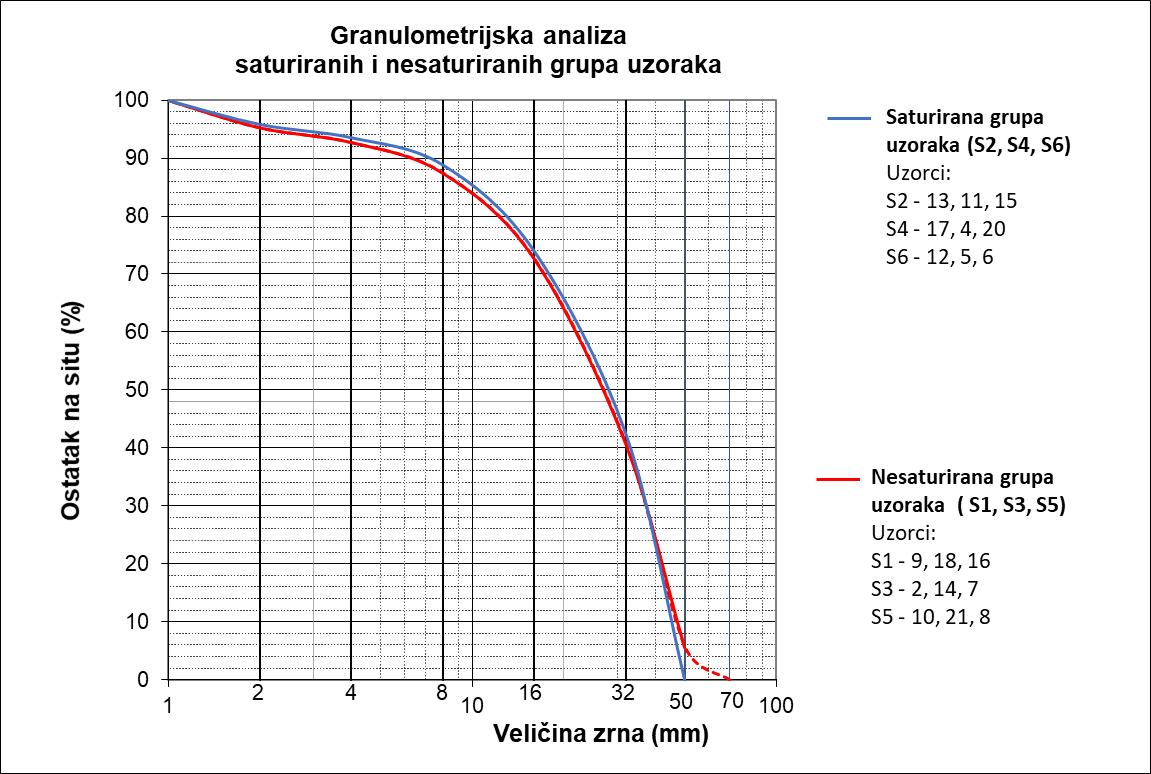 Granulometrijska analiza
saturiranih i nesaturiranih grupa uzoraka
Ostatak na situ (%)
100
90
80
70
60
50
40
30
20
10
0
1
2
4
8
10
16
32
50
70
100
Veličina zrna (mm)
Saturirana grupa
uzoraka (S2, S4, S6)
Uzorci:
S2 - 13, 11, 15
S4 - 17, 4, 20
S6 - 12, 5, 6
Nesaturirana grupa
uzoraka ( S1, S3, S5)
Uzorci:
S1 - 9, 18, 16
S3 - 2, 14, 7
S5 - 10, 21, 8